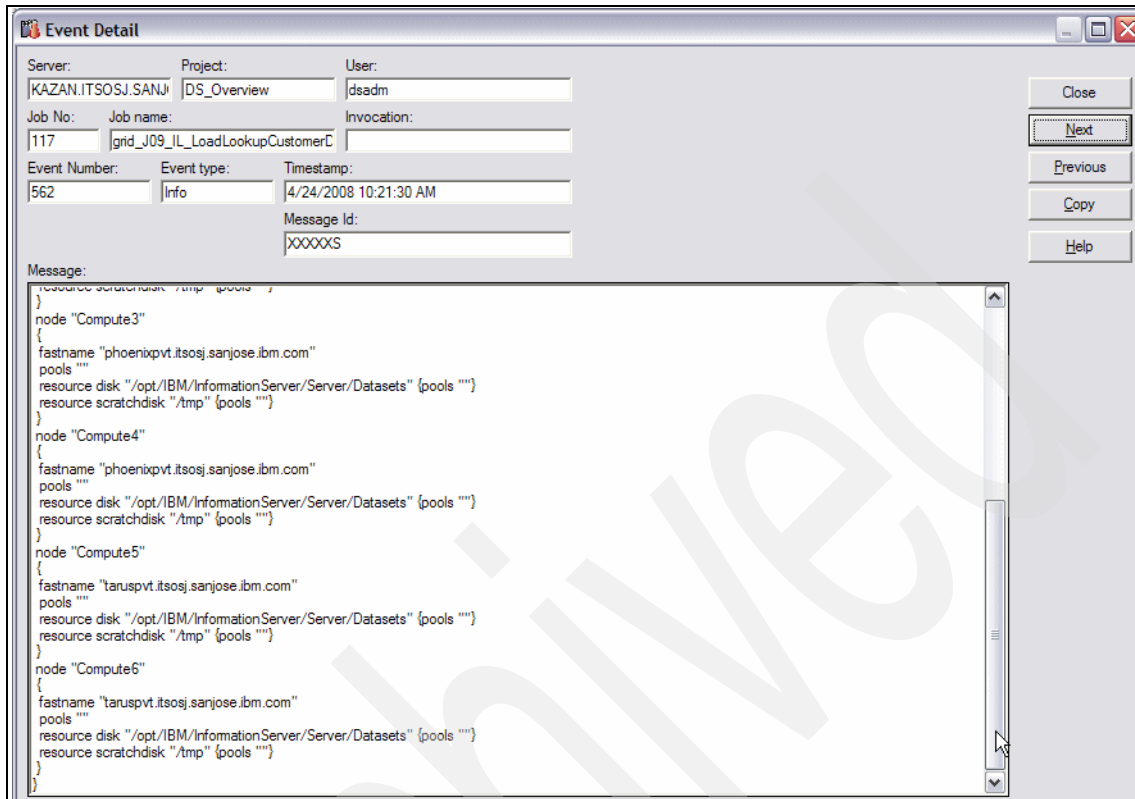 Event Detail
Server: Project: User:
KAZAN.ITSOSJ.SANJ DS_Overview dsadm
Close
Job No: Job name: Invocation:
117 grid_J09_IL_LoadLookupCustomerD
Next
Event Number: Event type: Timestamp:
562 Info 4/24/2008 10:21:30 AM
Previous
Message Id:
XXXXXS
Copy
Help
Message:
resource scratchdisk "/tmp" {pools ""}
}
node "Compute3"
{
fastname "phoenixpvt.itsosj.sanjose.ibm.com"
pools ""
resource disk "/opt/IBM/InformationServer/Server/Datasets" {pools ""}
resource scratchdisk "/tmp" {pools ""}
}
node "Compute4"
{
fastname "phoenixpvt.itsosj.sanjose.ibm.com"
pools ""
resource disk "/opt/IBM/InformationServer/Server/Datasets" {pools ""}
resource scratchdisk "/tmp" {pools ""}
}
node "Compute5"
{
fastname "taruspvt.itsosj.sanjose.ibm.com"
pools ""
resource disk "/opt/IBM/InformationServer/Server/Datasets" {pools ""}
resource scratchdisk "/tmp" {pools ""}
}
node "Compute6"
{
fastname "taruspvt.itsosj.sanjose.ibm.com"
pools ""
resource disk "/opt/IBM/InformationServer/Server/Datasets" {pools ""}
resource scratchdisk "/tmp" {pools ""}
}
}
hived